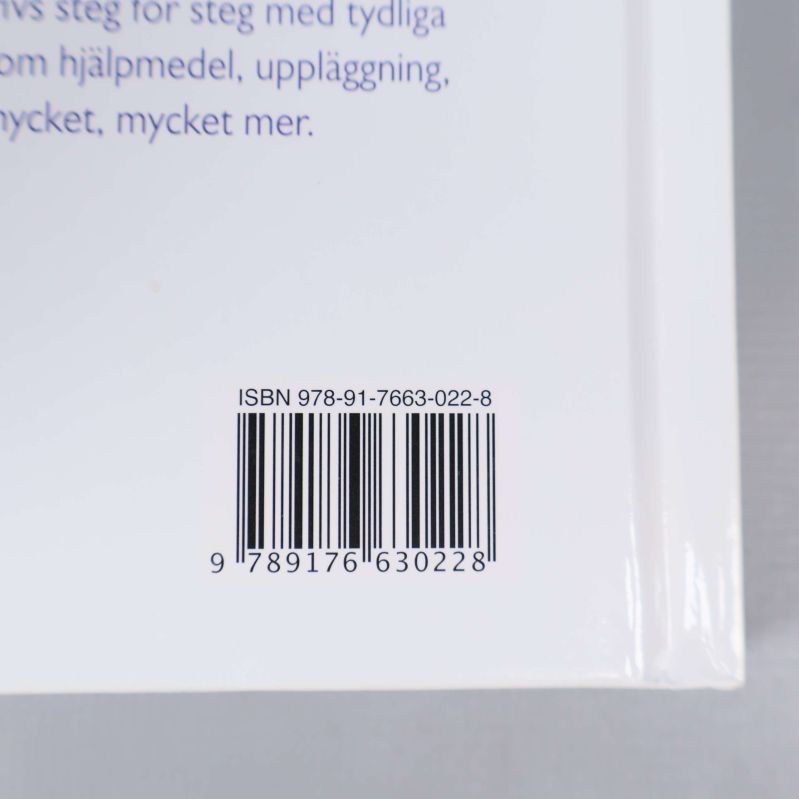 steg för steg med tydliga
om hjälpmedel, uppläggning,
mycket, mycket mer.
ISBN 978-91-7663-022-8
9 789176 630228